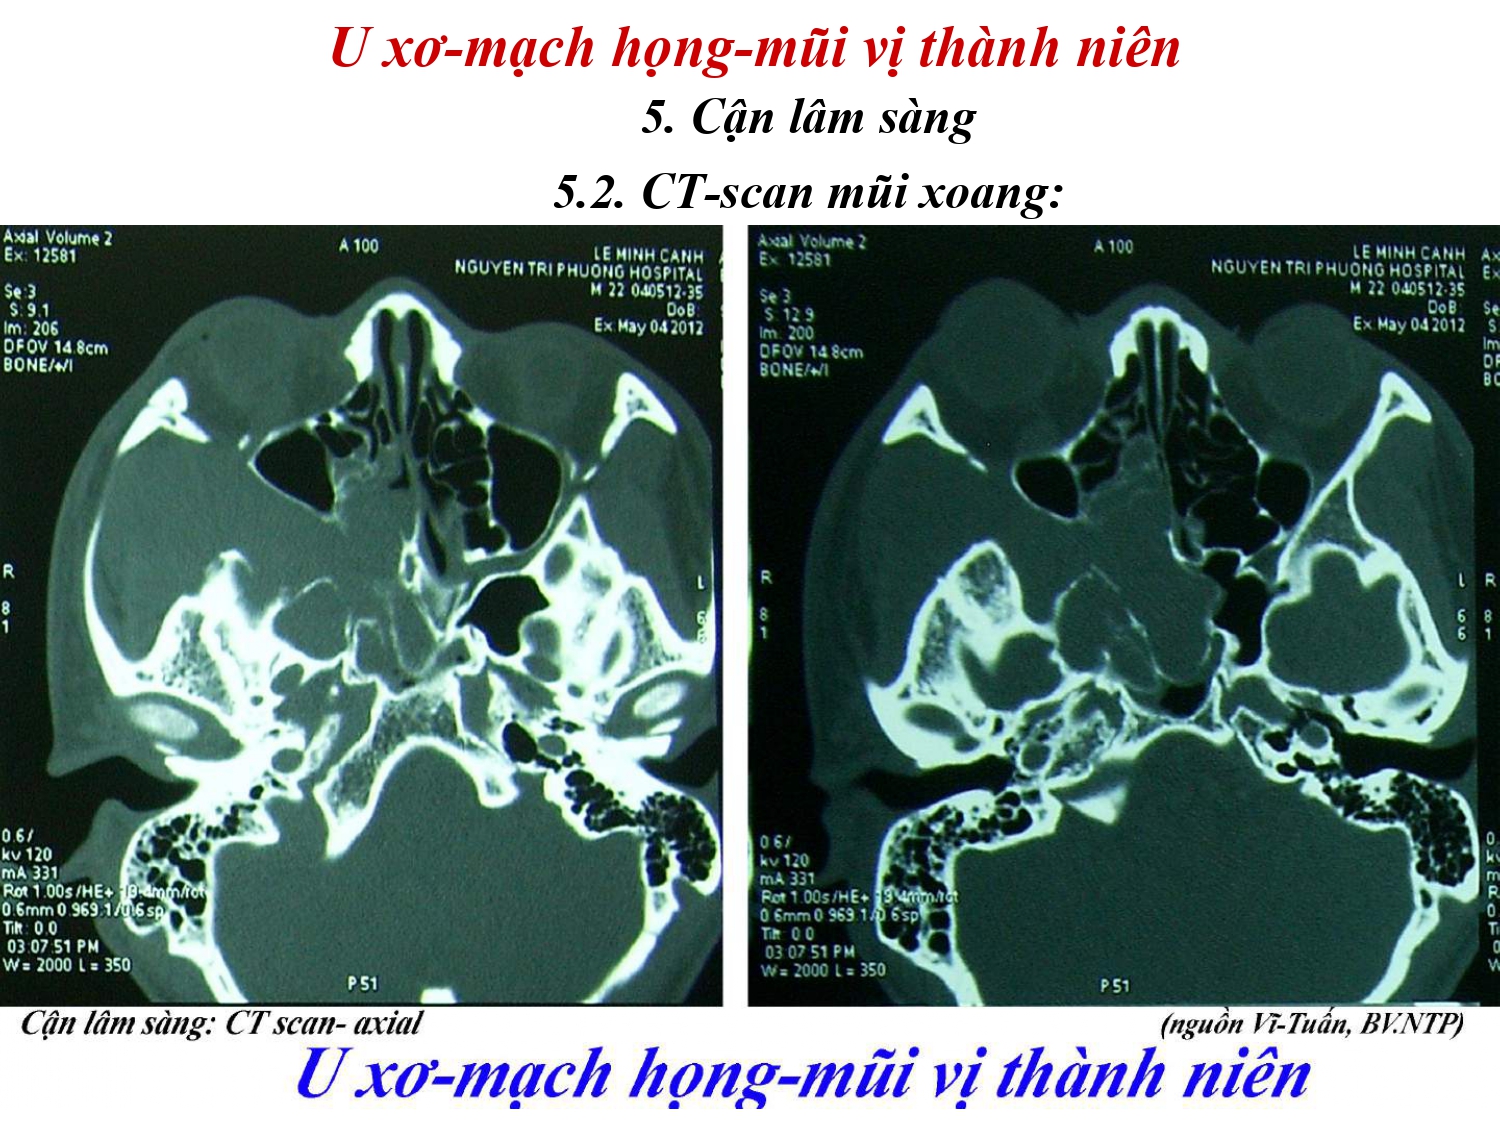 U xơ-mạch họng-mũi vị thành niên
5. Cận lâm sàng
5.2. CT-scan mũi xoang:
Axial Volume 2
Ex: 12581
Se:3
S: 9.1
Im: 206
DFOV 14.8cm
BONE/+/I
A 100
LE MINH CANH
NGUYEN TRI PHUONG HOSPITAL
M 22 040512-35
DoB:
Ex: May 04 2012
R
8
1
L
6
6
0.6/
kv 120
mA 331
Rot 1.00s/HE+ 19.4mm/rot
0.6mm 0.969:1/0.6sp
Tilt: 0.0
03:07:51 PM
W = 2000 L = 350
P 51
Axial Volume 2
Ex: 12581
Se:3
S: 12.9
Im: 200
DFOV 14.8cm
BONE/+/I
A 100
LE MINH CANH
NGUYEN TRI PHUONG HOSPITAL
M 22 040512-35
DoB:
Ex: May 04 2012
R
8
1
L
6
6
0.6/
kv 120
mA 331
Rot 1.00s/HE+ 19.4mm/rot
0.6mm 0.969:1/0.6sp
Tilt: 0.0
03:07:51 PM
W = 2000 L = 350
P 51
R
8
1
Cận lâm sàng: CT scan- axial
(nguồn Vĩ-Tuấn, BV.NTP)
U xơ-mạch họng-mũi vị thành niên